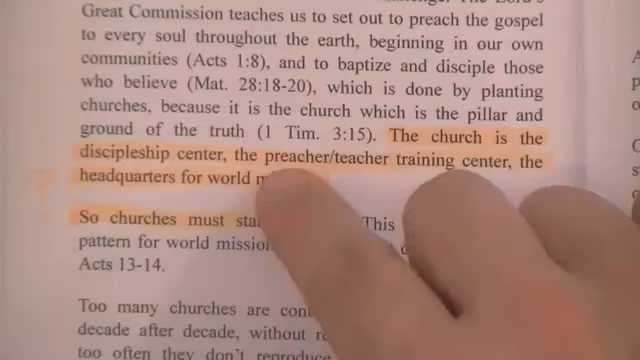 Great Commission teaches us to set out to preach the gospel
to every soul throughout the earth, beginning in our own
communities (Acts 1:8), and to baptize and disciple those
who believe (Mat. 28:18-20), which is done by planting
churches, because it is the church which is the pillar and
ground of the truth (1 Tim. 3:15). The church is the
discipleship center, the preacher/teacher training center, the
headquarters for world
So churches must This
pattern for world
Acts 13-14.
Too many churches are
decade after decade, without
too often they don't reproduce